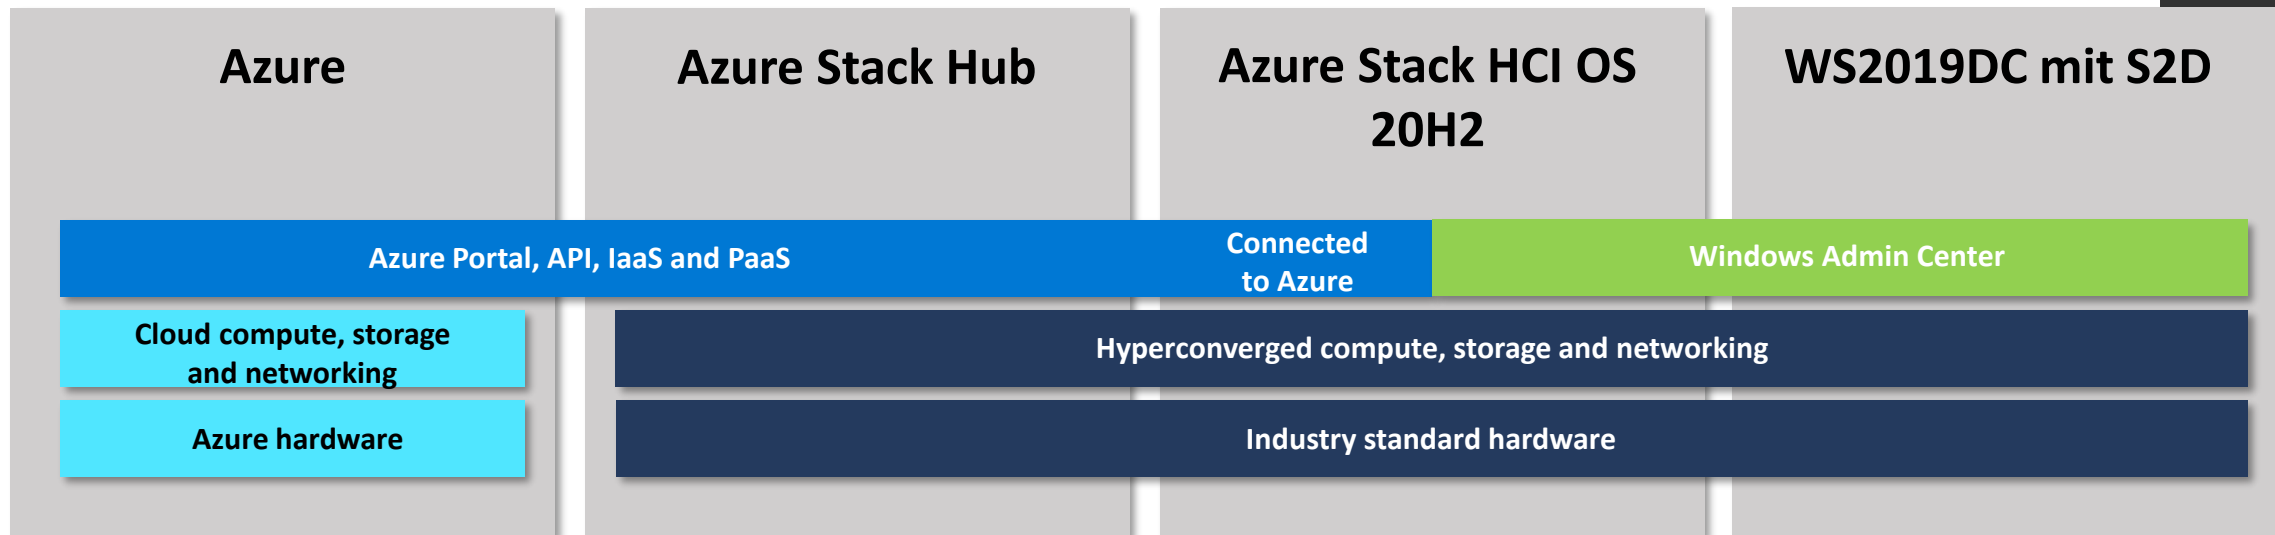 Azure
Azure Stack Hub
Azure Stack HCI OS
20H2
WS2019DC mit S2D
Azure Portal, API, IaaS and PaaS
Connected
to Azure
Windows Admin Center
Cloud compute, storage
and networking
Hyperconverged compute, storage and networking
Azure hardware
Industry standard hardware